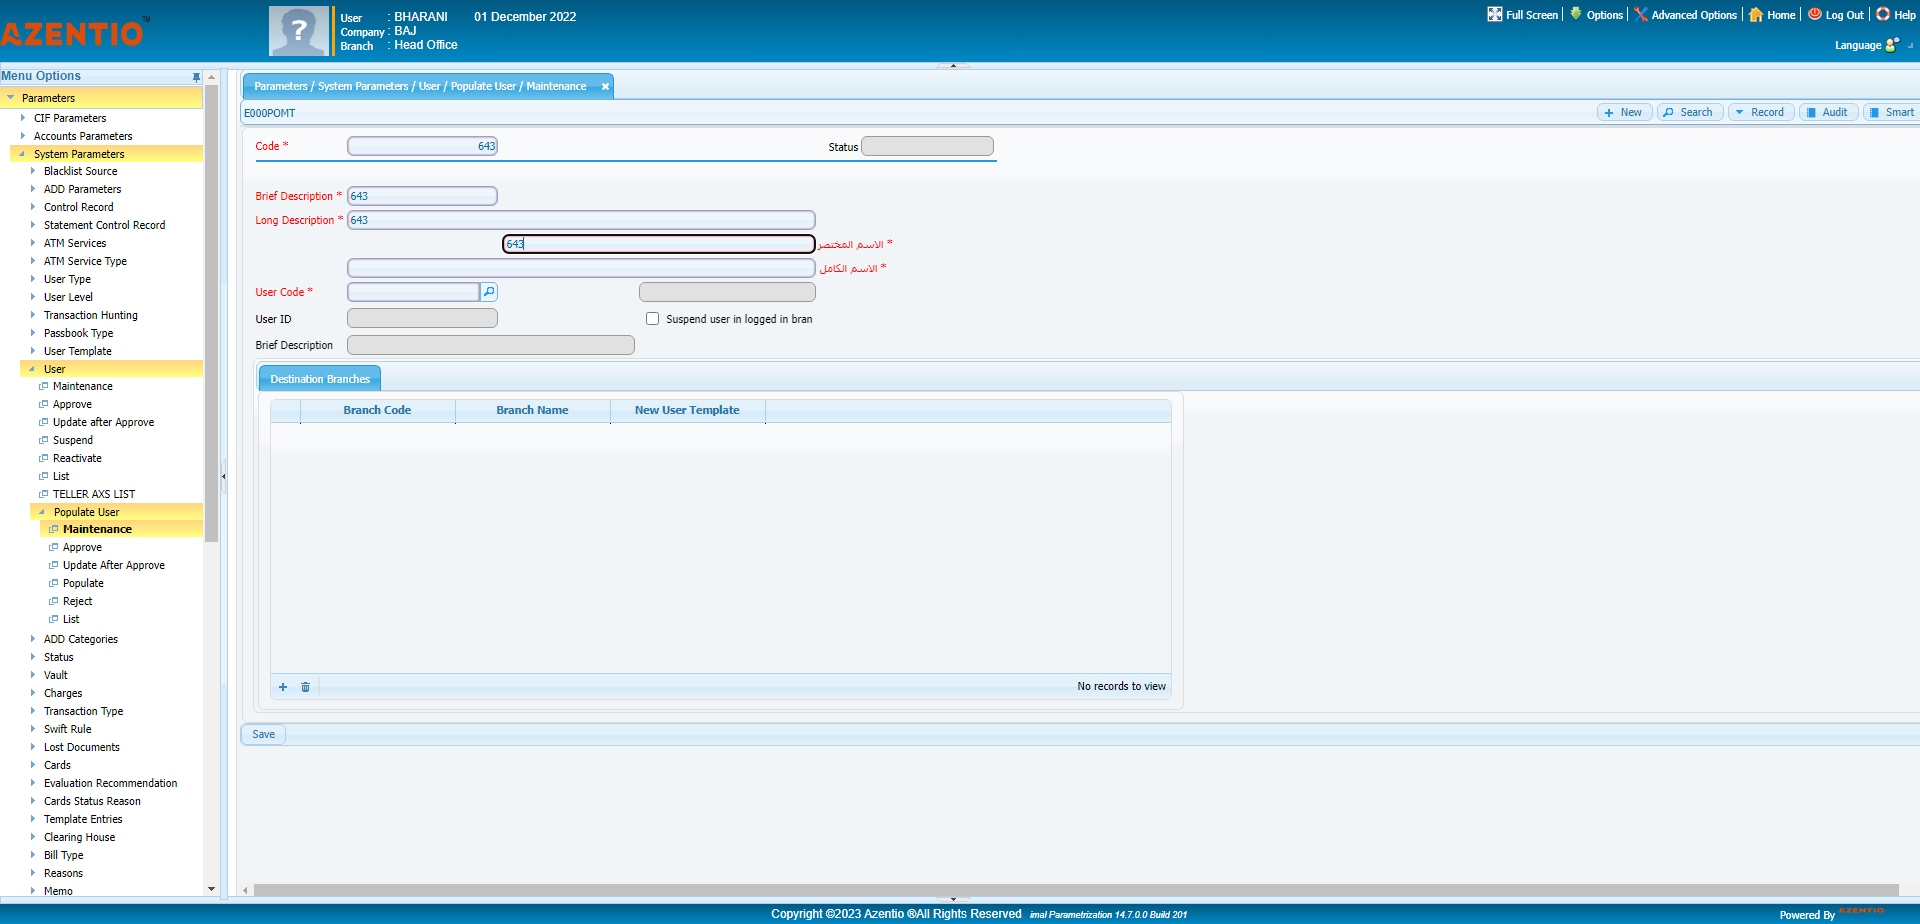 AZENTIO™
User : BHARANI 01 December 2022
Company : BAJ
Branch : Head Office
Full Screen
Options
Advanced Options
Home
Log Out
Help
Language
Menu Options
Parameters
CIF Parameters
Accounts Parameters
System Parameters
Blacklist Source
ADD Parameters
Control Record
Statement Control Record
ATM Services
ATM Service Type
User Type
User Level
Transaction Hunting
Passbook Type
User Template
User
Maintenance
Approve
Update after Approve
Suspend
Reactivate
List
TELLER AXS LIST
Populate User
Maintenance
Approve
Update After Approve
Populate
Reject
List
ADD Categories
Status
Vault
Charges
Transaction Type
Swift Rule
Lost Documents
Cards
Evaluation Recommendation
Cards Status Reason
Template Entries
Clearing House
Bill Type
Reasons
Memo
Parameters / System Parameters / User / Populate User / Maintenance
E000POMT
New
Search
Record
Audit
Smart
Code * 643
Status
Brief Description * 643
Long Description * 643
643 الاسم المختصر *
الاسم الكامل *
User Code *
User ID
Suspend user in logged in bran
Brief Description
Destination Branches
Branch Code Branch Name New User Template
No records to view
Save
Copyright ©2023 Azentio ®All Rights Reserved imal Parametrization 14.7.0.0 Build 201
Powered By AZENTIO